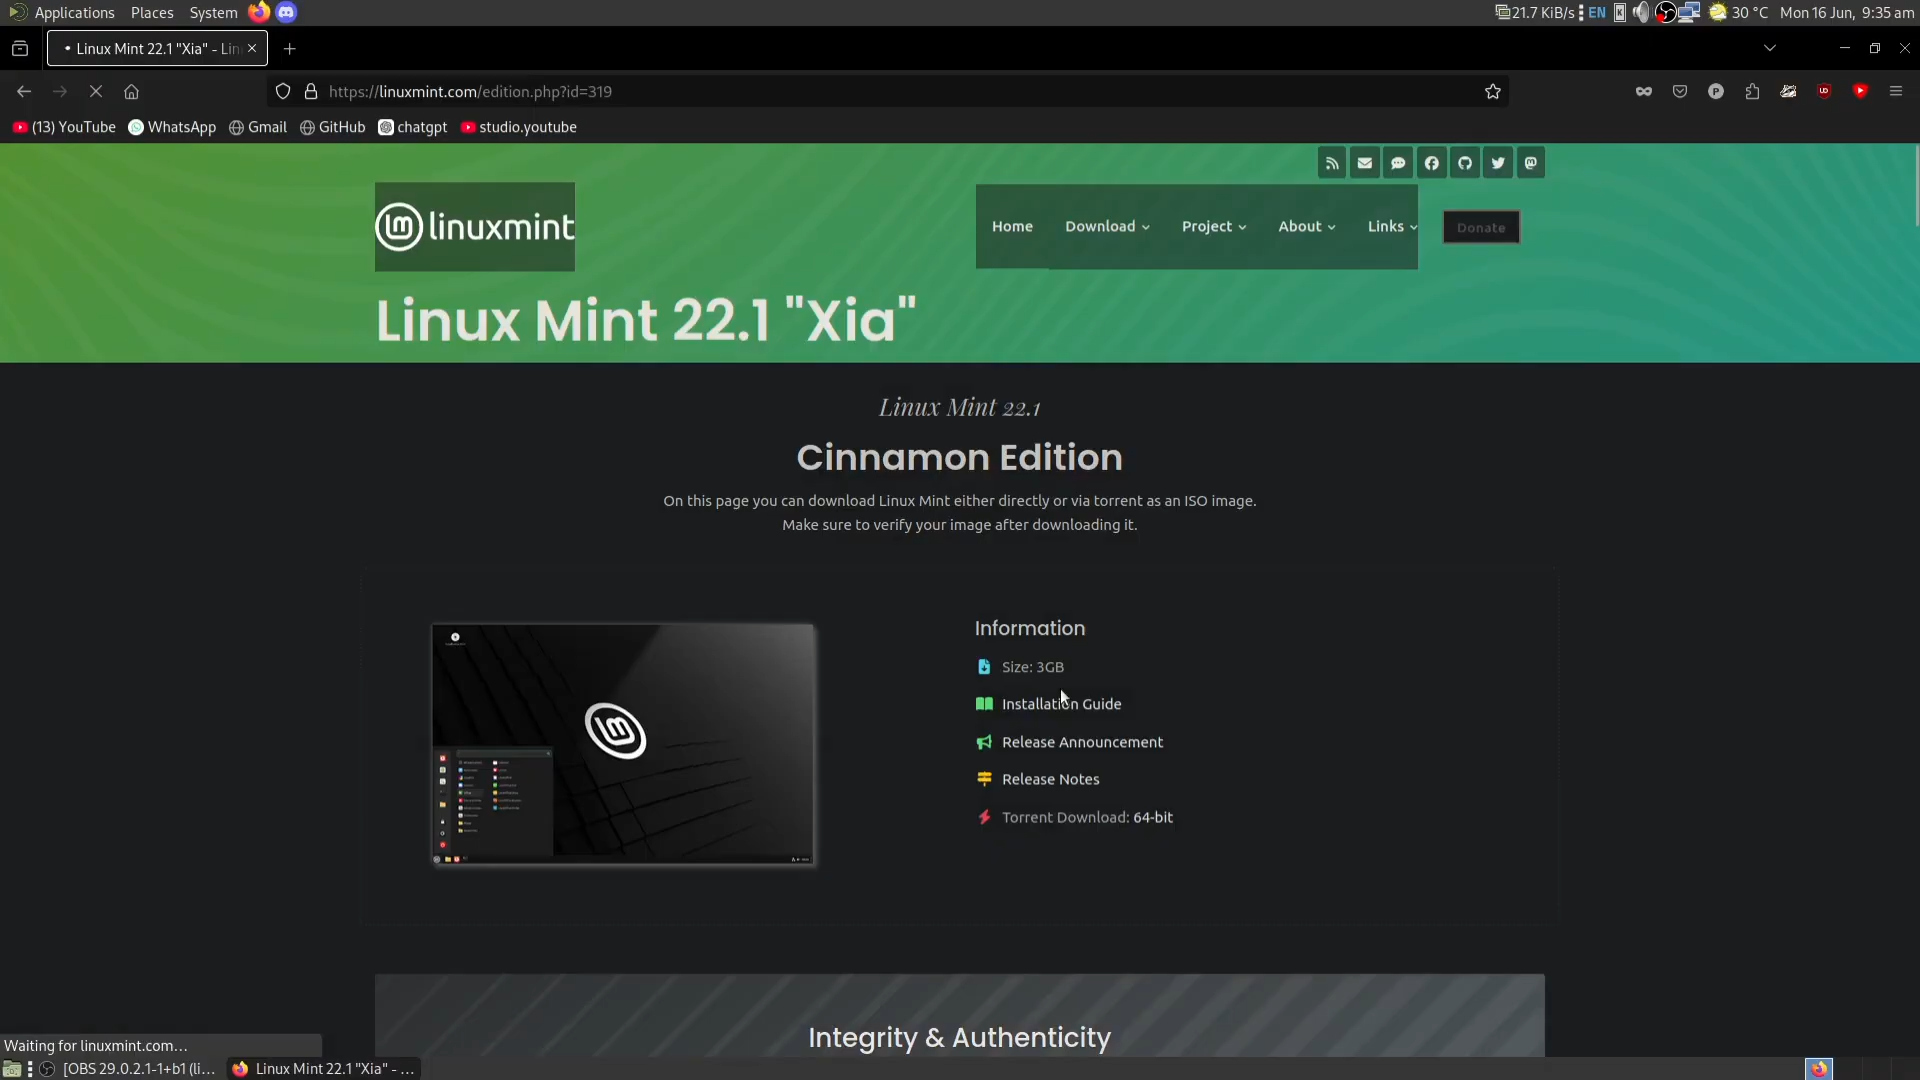 Applications Places System 21.7 KiB/s EN 30 °C Mon 16 Jun, 9:35 am
Linux Mint 22.1 "Xia" - Lin
https://linuxmint.com/edition.php?id=319
(13) YouTube WhatsApp Gmail GitHub chatgpt studio.youtube
linuxmint
Home Download Project About Links Donate
Linux Mint 22.1 "Xia"
Linux Mint 22.1
Cinnamon Edition
On this page you can download Linux Mint either directly or via torrent as an ISO image.
Make sure to verify your image after downloading it.
Information
Size: 3GB
Installation Guide
Release Announcement
Release Notes
Torrent Download: 64-bit
Integrity & Authenticity
Waiting for linuxmint.com...
[OBS 29.0.2.1-1+b1 (li... Linux Mint 22.1 "Xia" - ...